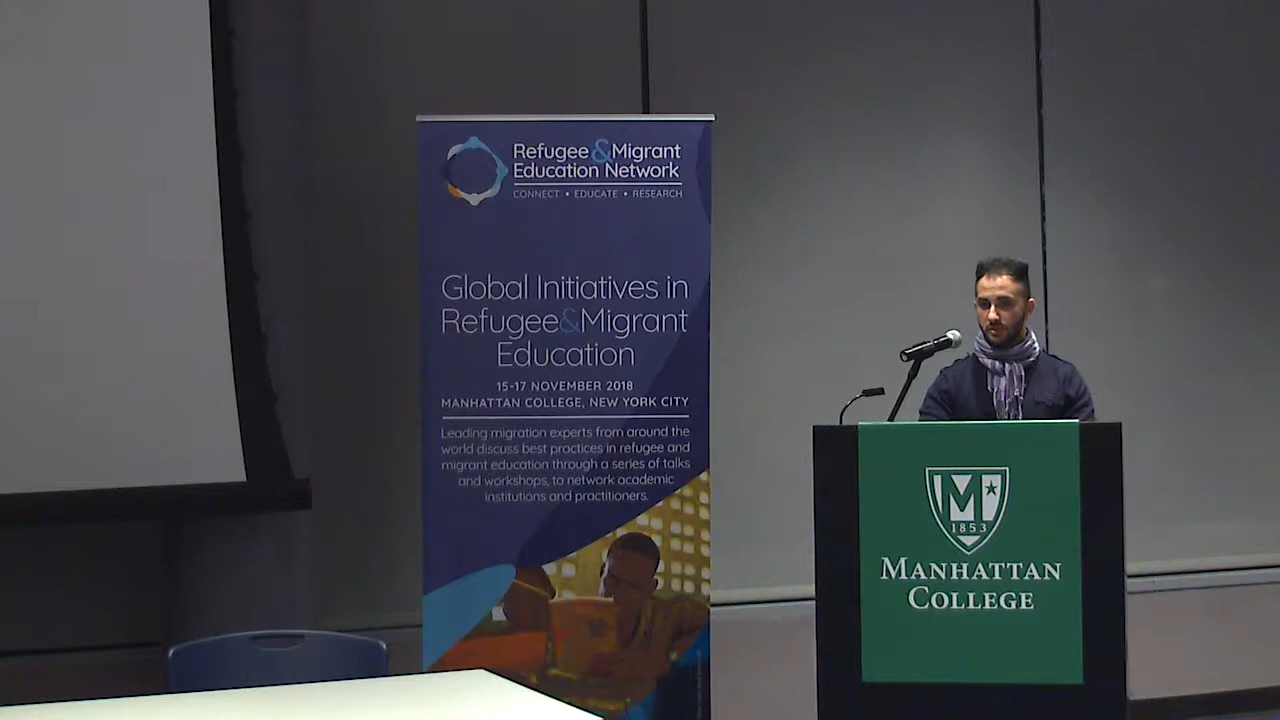 Refugee & Migrant
Education Network
CONNECT • EDUCATE • RESEARCH
Global Initiatives in
Refugee & Migrant
Education
15-17 NOVEMBER 2018
MANHATTAN COLLEGE, NEW YORK CITY
Leading migration experts from around the
world discuss best practices in refugee and
migrant education through a series of talks
and workshops, to network academic
institutions and practitioners.
M
1853
MANHATTAN
COLLEGE